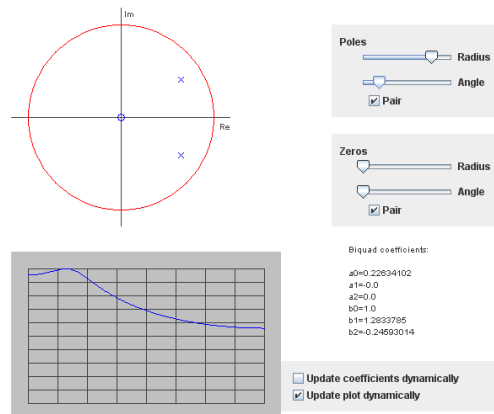 Im
Re
Poles
Radius
Angle
Pair
Zeros
Radius
Angle
Pair
Biquad coefficients:
a0=0.22634102
a1=-0.0
a2=0.0
b0=1.0
b1=1.2833785
b2=-0.24593014
Update coefficients dynamically
Update plot dynamically